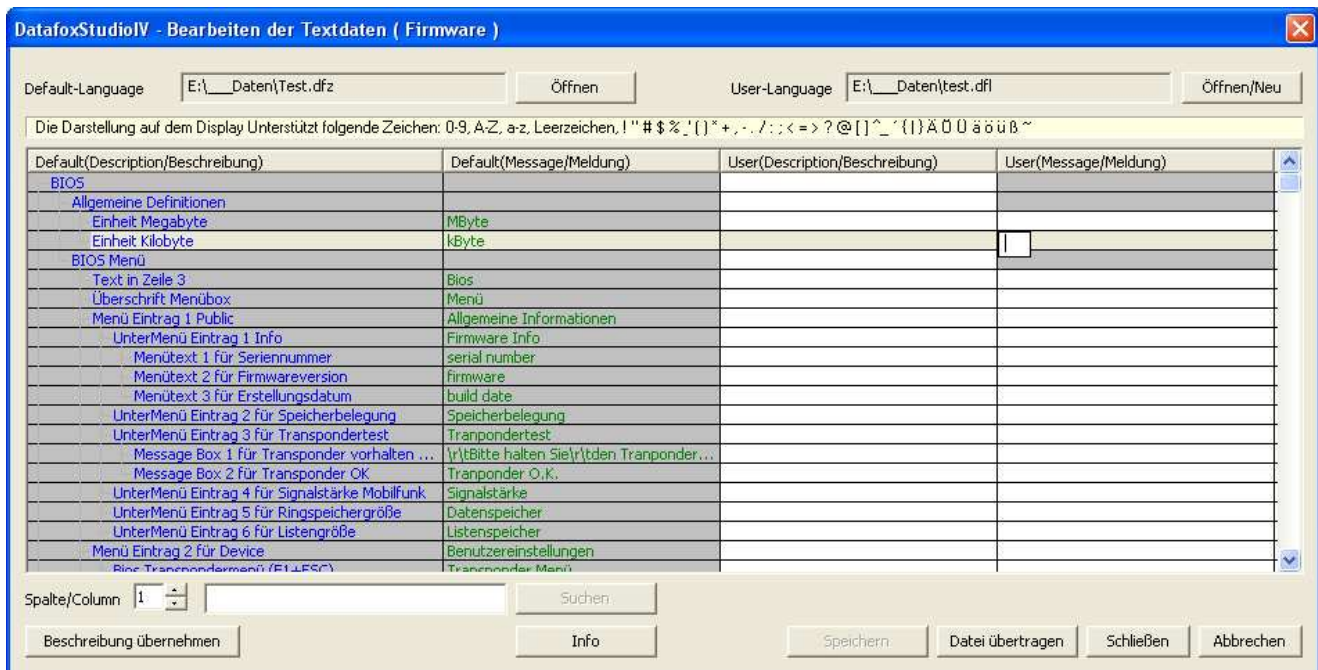 DatafoxStudioIV - Bearbeiten der Textdaten ( Firmware )
Default-Language E:\___Daten\Test.dfz Öffnen User-Language E:\___Daten\test.dfl Öffnen/Neu
Die Darstellung auf dem Display Unterstützt folgende Zeichen: 0-9, A-Z, a-z, Leerzeichen, ! " # $ % ' ( ) * + , - . / : ; < = > ? @ [ ] ^ _ ` { | } Ä Ö Ü ä ö ü ß ~
Default(Description/Beschreibung) Default(Message/Meldung) User(Description/Beschreibung) User(Message/Meldung)
BIOS
Allgemeine Definitionen
Einheit Megabyte MByte
Einheit Kilobyte kByte
BIOS Menü
Text in Zeile 3 Bios
Überschrift Menübox Menü
Menü Eintrag 1 Public Allgemeine Informationen
UnterMenü Eintrag 1 Info Firmware Info
Menütext 1 für Seriennummer serial number
Menütext 2 für Firmwareversion firmware
Menütext 3 für Erstellungsdatum build date
UnterMenü Eintrag 2 für Speicherbelegung Speicherbelegung
UnterMenü Eintrag 3 für Transpondertest Tranpondertest
Message Box 1 für Transponder vorhalten ... \r\tBitte halten Sie\r\tden Tranponder...
Message Box 2 für Transponder OK Tranponder O.K.
UnterMenü Eintrag 4 für Signalstärke Mobilfunk Signalstärke
UnterMenü Eintrag 5 für Ringspeichergröße Datenspeicher
UnterMenü Eintrag 6 für Listengröße Listenspeicher
Menü Eintrag 2 für Device Benutzereinstellungen
Bios Transpondermenü (F1+ESC) Transponder Menü
Spalte/Column 1 Suchen
Beschreibung übernehmen Info Speichern Datei übertragen Schließen Abbrechen